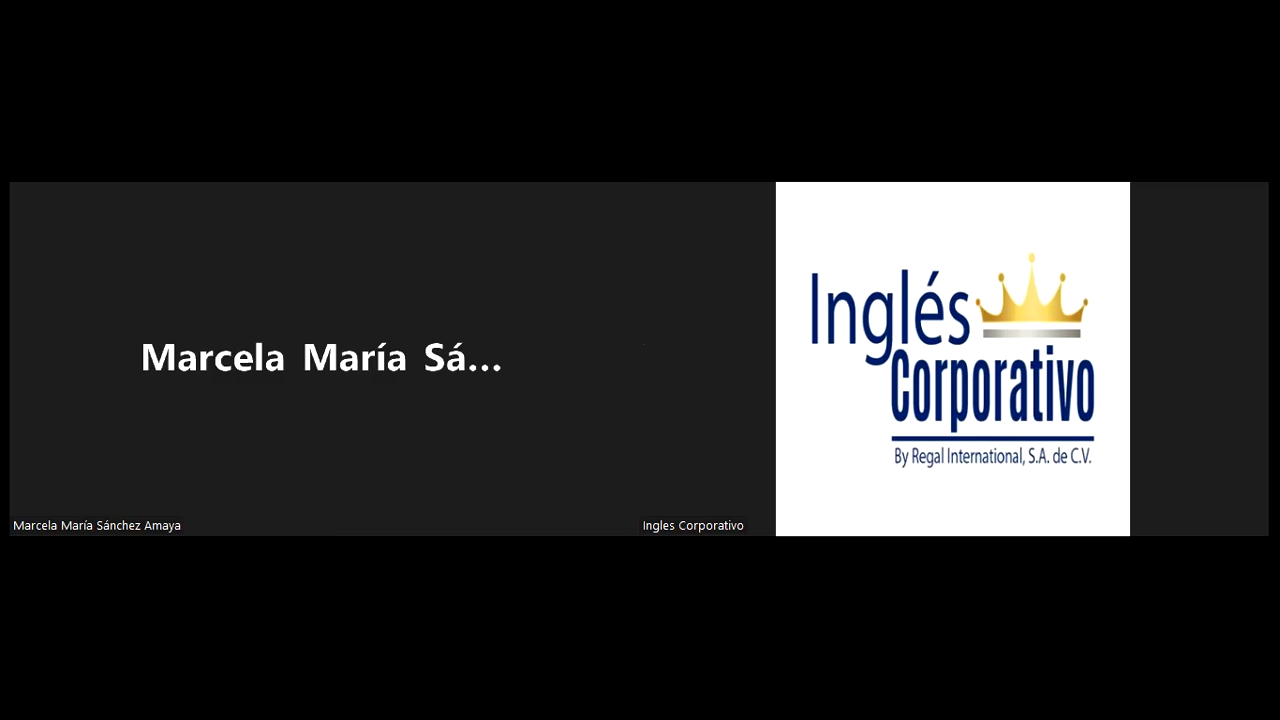 Marcela María Sá...
Marcela María Sánchez Amaya
Ingles Corporativo
Inglés
Corporativo
By Regal International, S.A. de C.V.